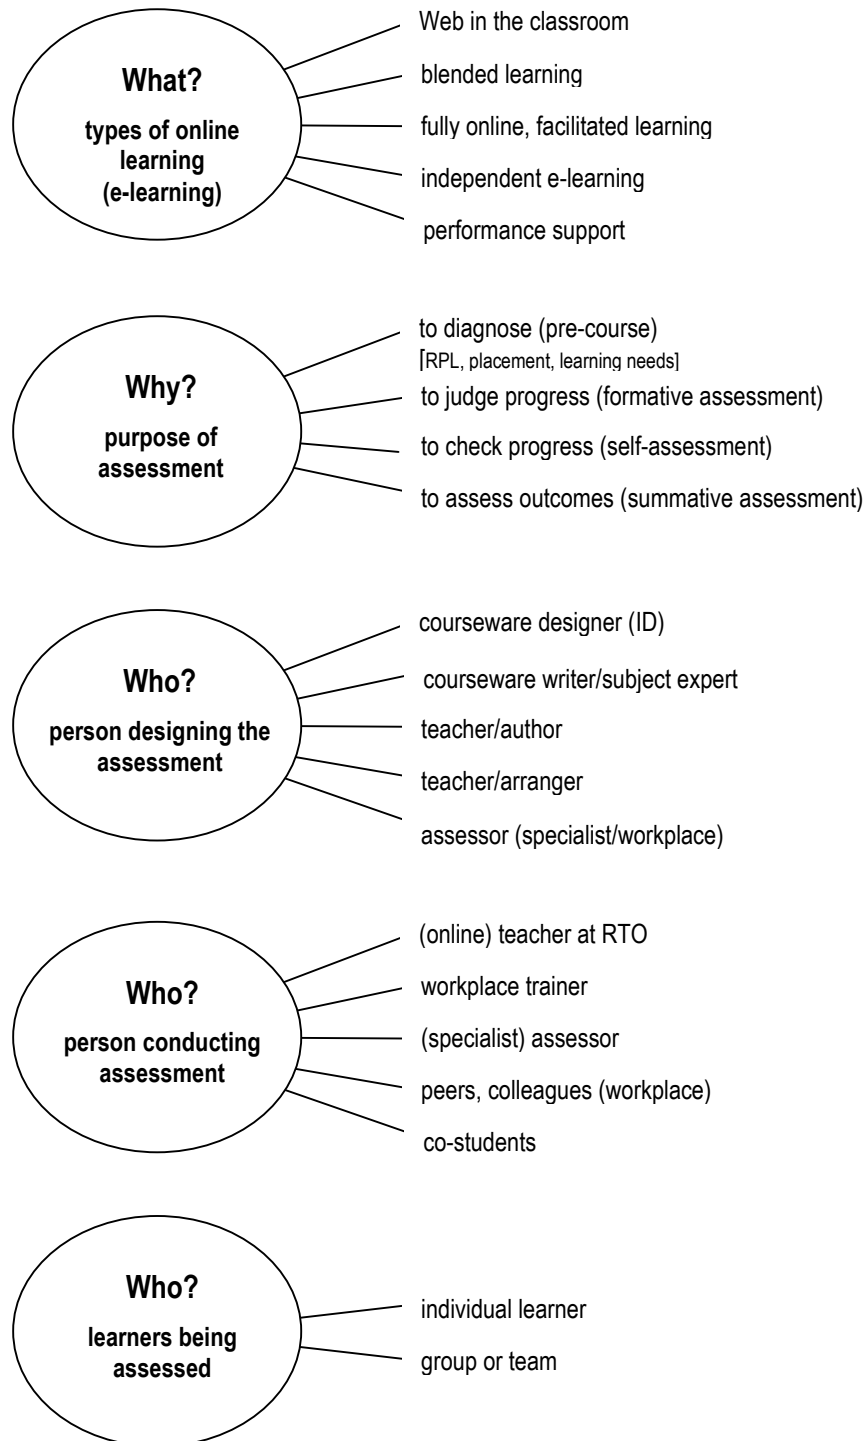 What?
types of online
learning
(e-learning)
Web in the classroom
blended learning
fully online, facilitated learning
independent e-learning
performance support
Why?
purpose of
assessment
to diagnose (pre-course)
[RPL, placement, learning needs]
to judge progress (formative assessment)
to check progress (self-assessment)
to assess outcomes (summative assessment)
Who?
person designing the
assessment
courseware designer (ID)
courseware writer/subject expert
teacher/author
teacher/arranger
assessor (specialist/workplace)
Who?
person conducting
assessment
(online) teacher at RTO
workplace trainer
(specialist) assessor
peers, colleagues (workplace)
co-students
Who?
learners being
assessed
individual learner
group or team